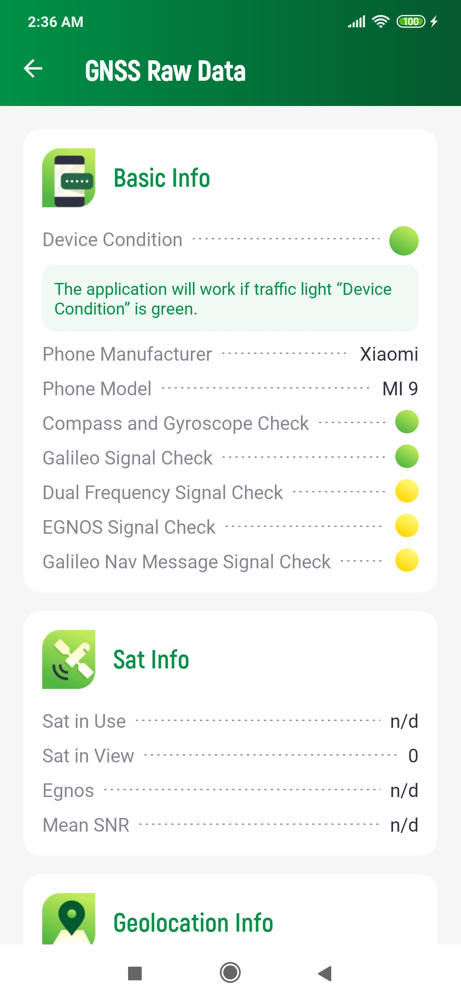 2:36 AM
100
GNSS Raw Data
Basic Info
Device Condition
The application will work if traffic light “Device
Condition” is green.
Phone Manufacturer Xiaomi
Phone Model MI 9
Compass and Gyroscope Check
Galileo Signal Check
Dual Frequency Signal Check
EGNOS Signal Check
Galileo Nav Message Signal Check
Sat Info
Sat in Use n/d
Sat in View 0
Egnos n/d
Mean SNR n/d
Geolocation Info